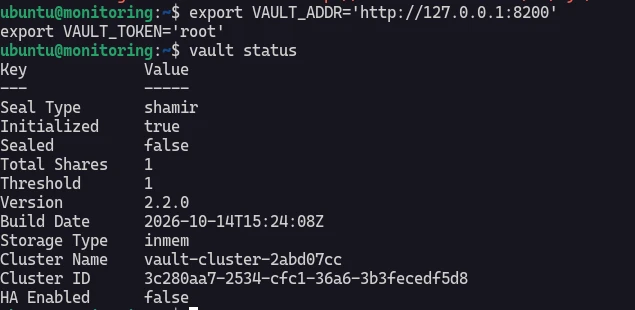 ubuntu@monitoring:~$ export VAULT_ADDR='http://127.0.0.1:8200'
export VAULT_TOKEN='root'
ubuntu@monitoring:~$ vault status
Key             Value
---             -----
Seal Type       shamir
Initialized     true
Sealed          false
Total Shares    1
Threshold       1
Version         2.2.0
Build Date      2026-10-14T15:24:08Z
Storage Type    inmem
Cluster Name    vault-cluster-2abd07cc
Cluster ID      3c280aa7-2534-cfc1-36a6-3b3fecedf5d8
HA Enabled      false